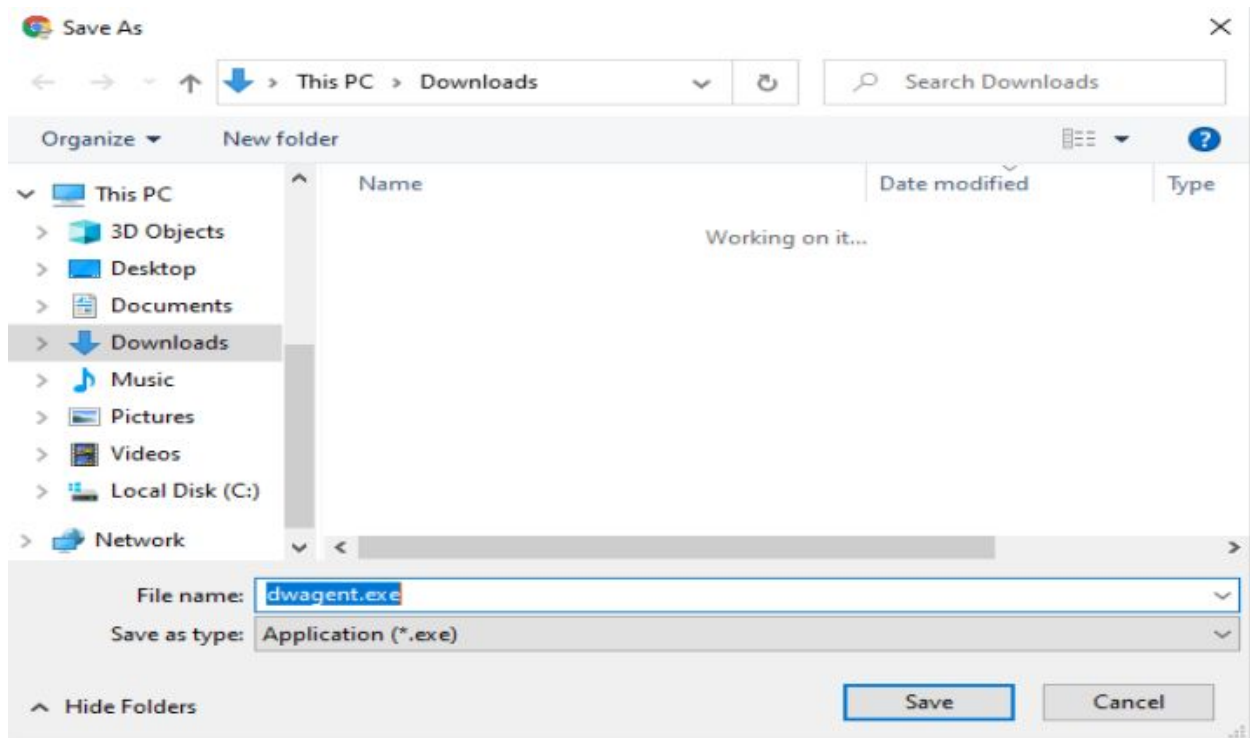 Save As
This PC > Downloads
Search Downloads
Organize
New folder
Name
Date modified
Type
Working on it...
This PC
3D Objects
Desktop
Documents
Downloads
Music
Pictures
Videos
Local Disk (C:)
Network
File name: dwagent.exe
Save as type: Application (*.exe)
Hide Folders
Save
Cancel